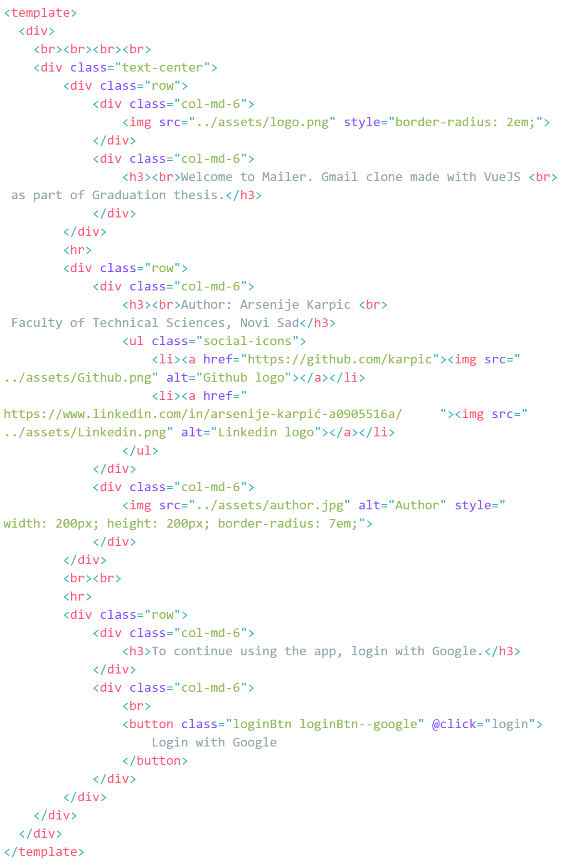 <template>
  <div>
    <br><br><br><br>
    <div class="text-center">
        <div class="row">
            <div class="col-md-6">
                <img src="../assets/logo.png" style="border-radius: 2em;">
            </div>
            <div class="col-md-6">
                <h3><br>Welcome to Mailer. Gmail clone made with VueJS <br>
 as part of Graduation thesis.</h3>
            </div>
        </div>
        <hr>
        <div class="row">
            <div class="col-md-6">
                <h3><br>Author: Arsenije Karpic <br>
 Faculty of Technical Sciences, Novi Sad</h3>
                <ul class="social-icons">
                    <li><a href="https://github.com/karpic"><img src="
../assets/Github.png" alt="Github logo"></a></li>
                    <li><a href="
https://www.linkedin.com/in/arsenije-karpić-a0905516a/     "><img src="
../assets/Linkedin.png" alt="Linkedin logo"></a></li>
                </ul>
            </div>
            <div class="col-md-6">
                <img src="../assets/author.jpg" alt="Author" style="
width: 200px; height: 200px; border-radius: 7em;">
            </div>
        </div>
        <br><br>
        <hr>
        <div class="row">
            <div class="col-md-6">
                <h3>To continue using the app, login with Google.</h3>
            </div>
            <div class="col-md-6">
                <br>
                <button class="loginBtn loginBtn--google" @click="login">
                    Login with Google
                </button>
            </div>
        </div>
    </div>
  </div>
</template>